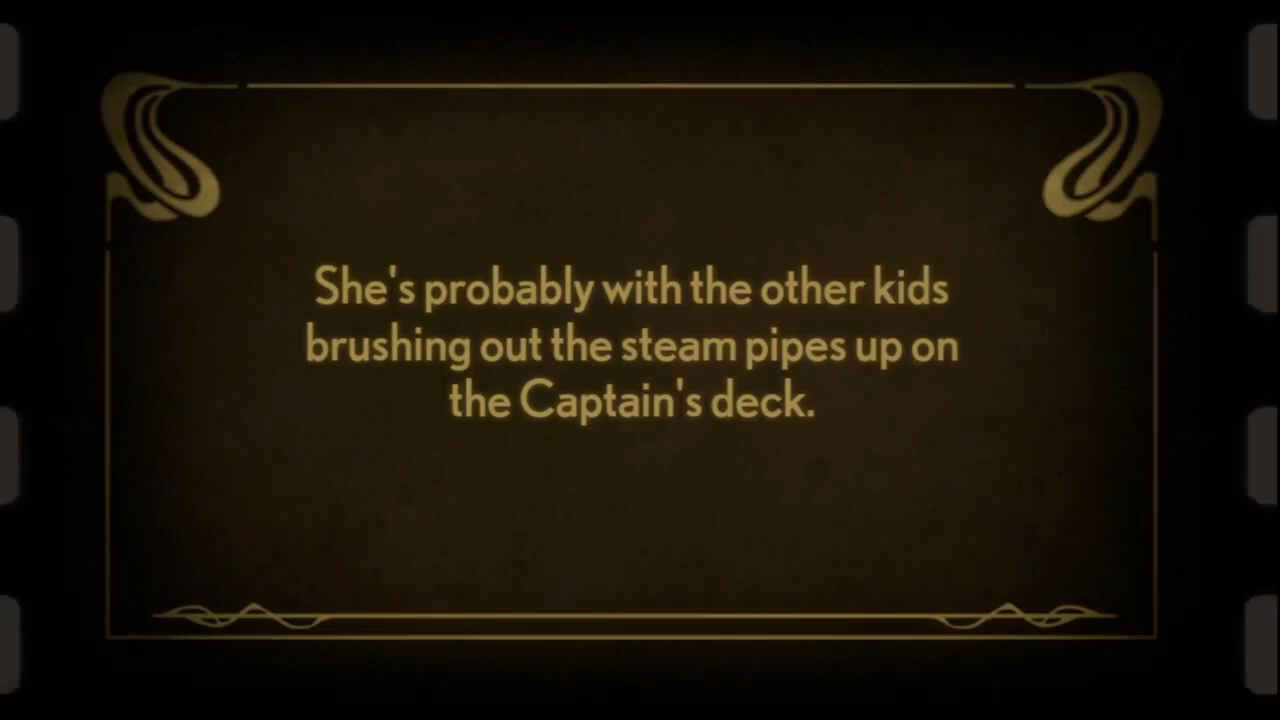 She's probably with the other kids
brushing out the steam pipes up on
the Captain's deck.